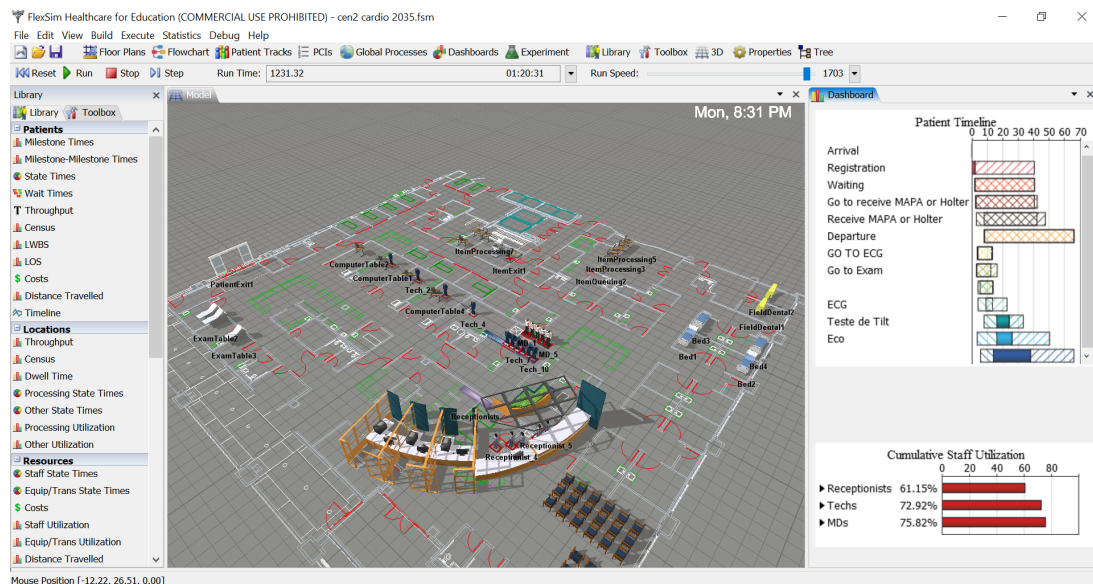 FlexSim Healthcare for Education (COMMERCIAL USE PROHIBITED) - cen2 cardio 2035.fsm
File Edit View Build Execute Statistics Debug Help
Floor Plans Flowchart Patient Tracks PCIs Global Processes Dashboards Experiment Library Toolbox 3D Properties Tree
Reset Run Stop Step Run Time: 1231.32 01:20:31 Run Speed: 1703
Library
Library Toolbox
Patients
Milestone Times
Milestone-Milestone Times
State Times
Wait Times
T Throughput
Census
LWBS
LOS
$ Costs
Distance Travelled
Timeline
Locations
Throughput
Census
Dwell Time
Processing State Times
Other State Times
Processing Utilization
Other Utilization
Resources
Staff State Times
Equip/Trans State Times
$ Costs
Staff Utilization
Equip/Trans Utilization
Distance Travelled
Model
Mon, 8:31 PM
ItemProcessing7
ItemProcessing5
ComputerTable2
ItemExit1
ItemProcessing3
ComputerTable1
ItemQueuing2
PatientExit1
Tech_2
ComputerTable4
FieldDental2
Tech_4
FieldDental1
ExamTable2
MD_1
Bed3
ExamTable3
MD_5
Bed1
Bed4
Tech_10
Bed2
Receptionists
Receptionist_5
Receptionist_4
Dashboard
Patient Timeline
0 10 20 30 40 50 60 70
Arrival
Registration
Waiting
Go to receive MAPA or Holter
Receive MAPA or Holter
Departure
GO TO ECG
Go to Exam
ECG
Teste de Tilt
Eco
Cumulative Staff Utilization
0 20 40 60 80
Receptionists 61.15%
Techs 72.92%
MDs 75.82%
Mouse Position [-12.22, 26.51, 0.00]